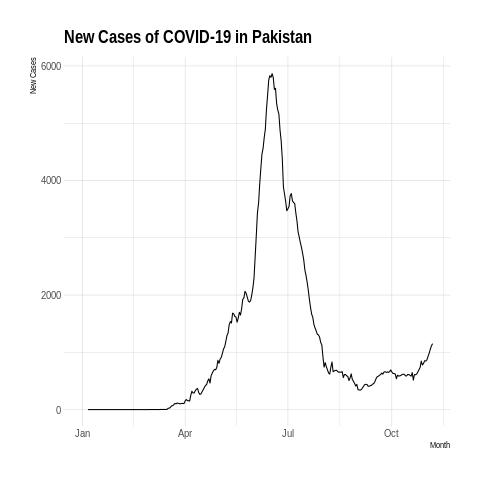 New Cases of COVID-19 in Pakistan
New Cases
6000
4000
2000
0
Jan Apr Jul Oct
Month